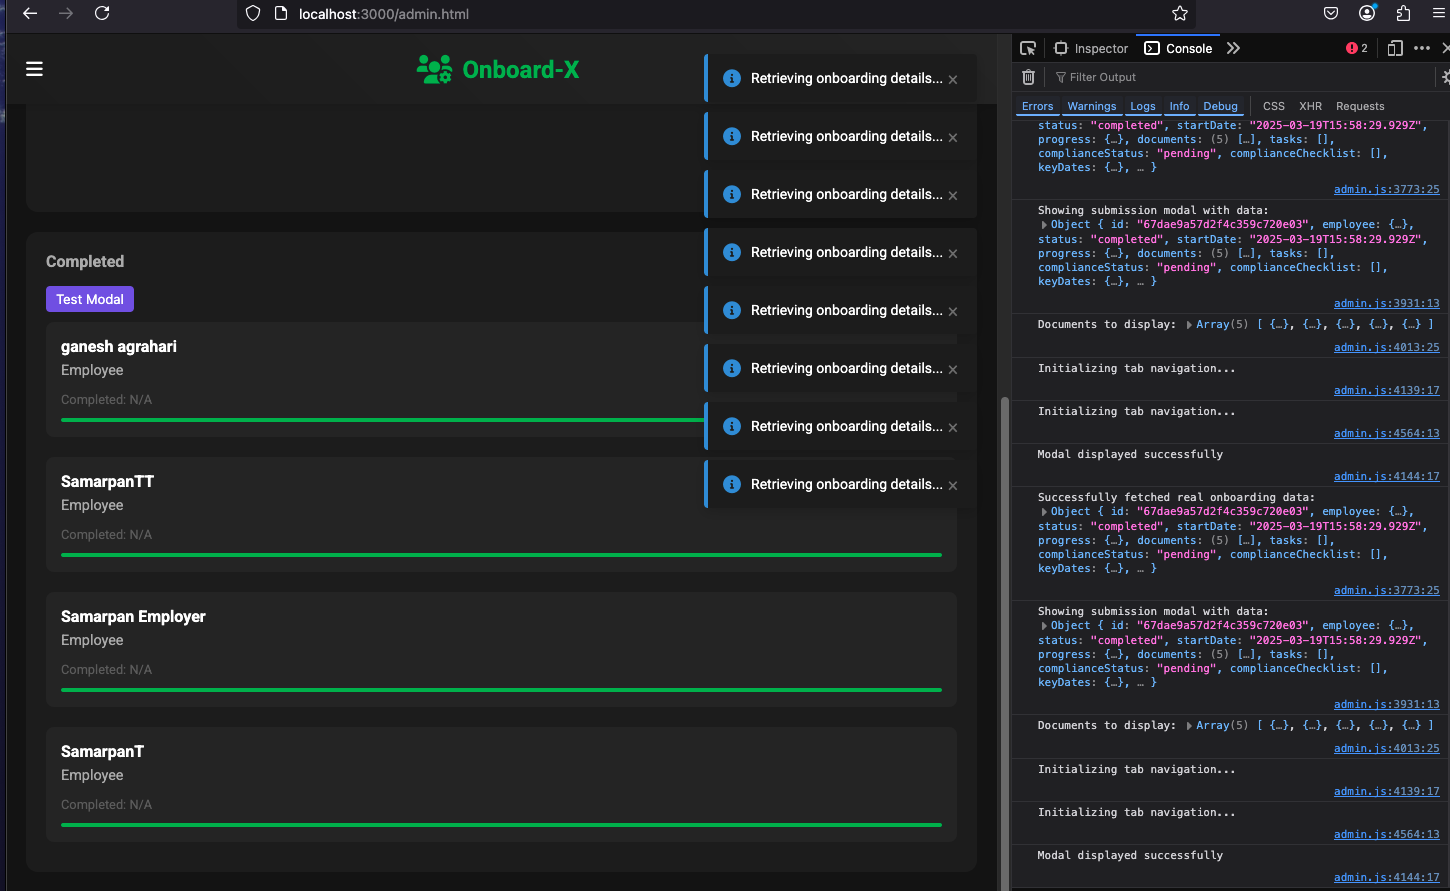 localhost:3000/admin.html
Onboard-X
Retrieving onboarding details... ×
Retrieving onboarding details... ×
Retrieving onboarding details... ×
Retrieving onboarding details... ×
Retrieving onboarding details... ×
Retrieving onboarding details... ×
Retrieving onboarding details... ×
Retrieving onboarding details... ×
Completed
Test Modal
ganesh agrahari
Employee
Completed: N/A
SamarpanTT
Employee
Completed: N/A
Samarpan Employer
Employee
Completed: N/A
SamarpanT
Employee
Completed: N/A
Inspector Console 2
Filter Output
Errors Warnings Logs Info Debug CSS XHR Requests
status: "completed", startDate: "2025-03-19T15:58:29.929Z",
progress: {…}, documents: (5) […], tasks: [],
complianceStatus: "pending", complianceChecklist: [],
keyDates: {…}, … }
admin.js:3773:25
Showing submission modal with data:
Object { id: "67dae9a57d2f4c359c720e03", employee: {…},
status: "completed", startDate: "2025-03-19T15:58:29.929Z",
progress: {…}, documents: (5) […], tasks: [],
complianceStatus: "pending", complianceChecklist: [],
keyDates: {…}, … }
admin.js:3931:13
Documents to display: Array(5) [ {…}, {…}, {…}, {…}, {…} ]
admin.js:4013:25
Initializing tab navigation...
admin.js:4139:17
Initializing tab navigation...
admin.js:4564:13
Modal displayed successfully
admin.js:4144:17
Successfully fetched real onboarding data:
Object { id: "67dae9a57d2f4c359c720e03", employee: {…},
status: "completed", startDate: "2025-03-19T15:58:29.929Z",
progress: {…}, documents: (5) […], tasks: [],
complianceStatus: "pending", complianceChecklist: [],
keyDates: {…}, … }
admin.js:3773:25
Showing submission modal with data:
Object { id: "67dae9a57d2f4c359c720e03", employee: {…},
status: "completed", startDate: "2025-03-19T15:58:29.929Z",
progress: {…}, documents: (5) […], tasks: [],
complianceStatus: "pending", complianceChecklist: [],
keyDates: {…}, … }
admin.js:3931:13
Documents to display: Array(5) [ {…}, {…}, {…}, {…}, {…} ]
admin.js:4013:25
Initializing tab navigation...
admin.js:4139:17
Initializing tab navigation...
admin.js:4564:13
Modal displayed successfully
admin.js:4144:17